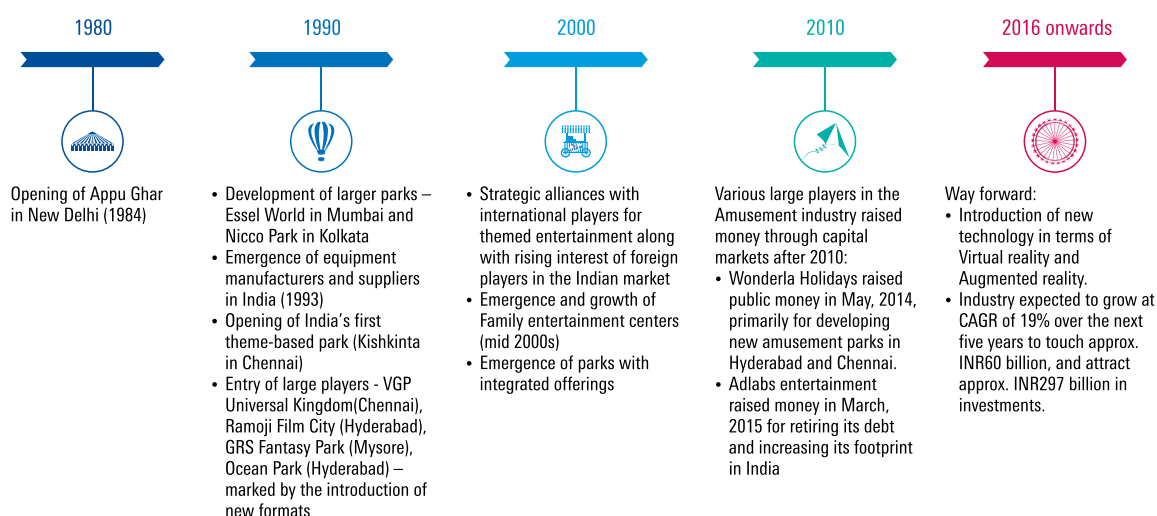 1980
Opening of Appu Ghar
in New Delhi (1984)
1990
• Development of larger parks –
Essel World in Mumbai and
Nicco Park in Kolkata
• Emergence of equipment
manufacturers and suppliers
in India (1993)
• Opening of India's first
theme-based park (Kishkinta
in Chennai)
• Entry of large players - VGP
Universal Kingdom(Chennai),
Ramoji Film City (Hyderabad),
GRS Fantasy Park (Mysore),
Ocean Park (Hyderabad) –
marked by the introduction of
new formats
2000
• Strategic alliances with
international players for
themed entertainment along
with rising interest of foreign
players in the Indian market
• Emergence and growth of
Family entertainment centers
(mid 2000s)
• Emergence of parks with
integrated offerings
2010
Various large players in the
Amusement industry raised
money through capital
markets after 2010:
• Wonderla Holidays raised
public money in May, 2014,
primarily for developing
new amusement parks in
Hyderabad and Chennai.
• Adlabs entertainment
raised money in March,
2015 for retiring its debt
and increasing its footprint
in India
2016 onwards
Way forward:
• Introduction of new
technology in terms of
Virtual reality and
Augmented reality.
• Industry expected to grow at
CAGR of 19% over the next
five years to touch approx.
INR60 billion, and attract
approx. INR297 billion in
investments.